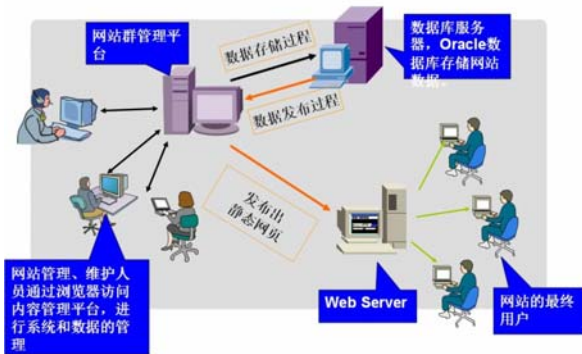 网站群管理平
台
数据存储过程
数据库服务
器，Oracle数
据库存储网站
数据。
数据发布过程
发布出
静态网页
网站管理、维护人
员通过浏览器访问
内容管理平台，进
行系统和数据的管
理
Web Server
网站的最终
用户